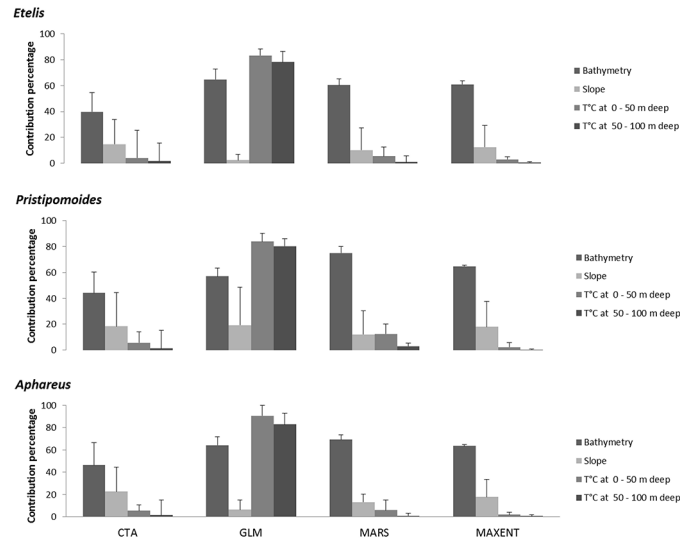 Etelis
Contribution percentage
100
80
60
40
20
0
Bathymetry
Slope
T°C at 0 - 50 m deep
T°C at 50 - 100 m deep
Pristipomoides
Contribution percentage
100
80
60
40
20
0
Bathymetry
Slope
T°C at 0 - 50 m deep
T°C at 50 - 100 m deep
Aphareus
Contribution percentage
100
80
60
40
20
0
Bathymetry
Slope
T°C at 0 - 50 m deep
T°C at 50 - 100 m deep
CTA GLM MARS MAXENT